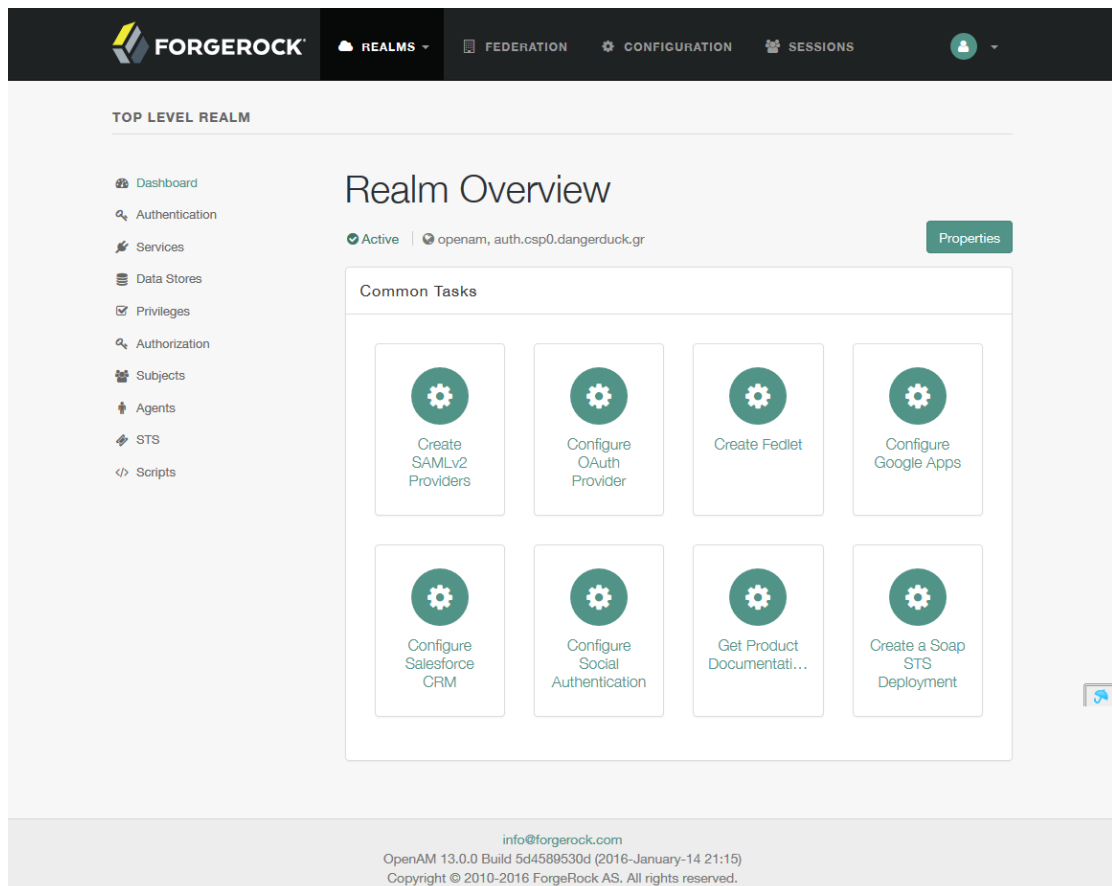 FORGEROCK
REALMS
FEDERATION
CONFIGURATION
SESSIONS
TOP LEVEL REALM
Dashboard
Authentication
Services
Data Stores
Privileges
Authorization
Subjects
Agents
STS
Scripts
Realm Overview
Active
openam, auth.csp0.dangerduck.gr
Properties
Common Tasks
Create
SAMLv2
Providers
Configure
OAuth
Provider
Create Fedlet
Configure
Google Apps
Configure
Salesforce
CRM
Configure
Social
Authentication
Get Product
Documentati...
Create a Soap
STS
Deployment
info@forgerock.com
OpenAM 13.0.0 Build 5d4589530d (2016-January-14 21:15)
Copyright © 2010-2016 ForgeRock AS. All rights reserved.